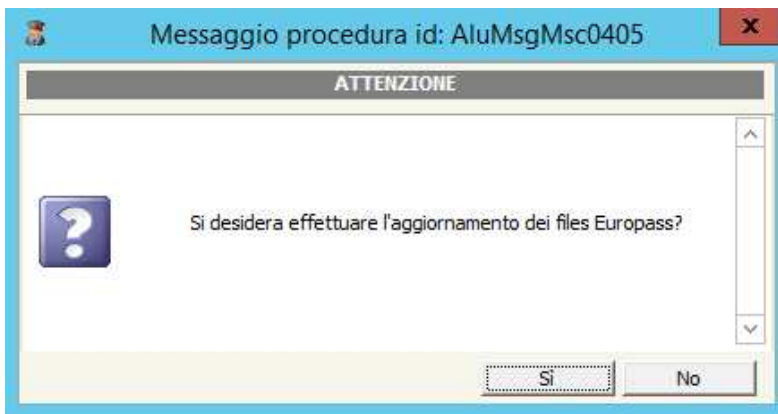 Messaggio procedura id: AluMsgMsc0405
x
ATTENZIONE
?
Si desidera effettuare l'aggiornamento dei files Europass?
Sì
No